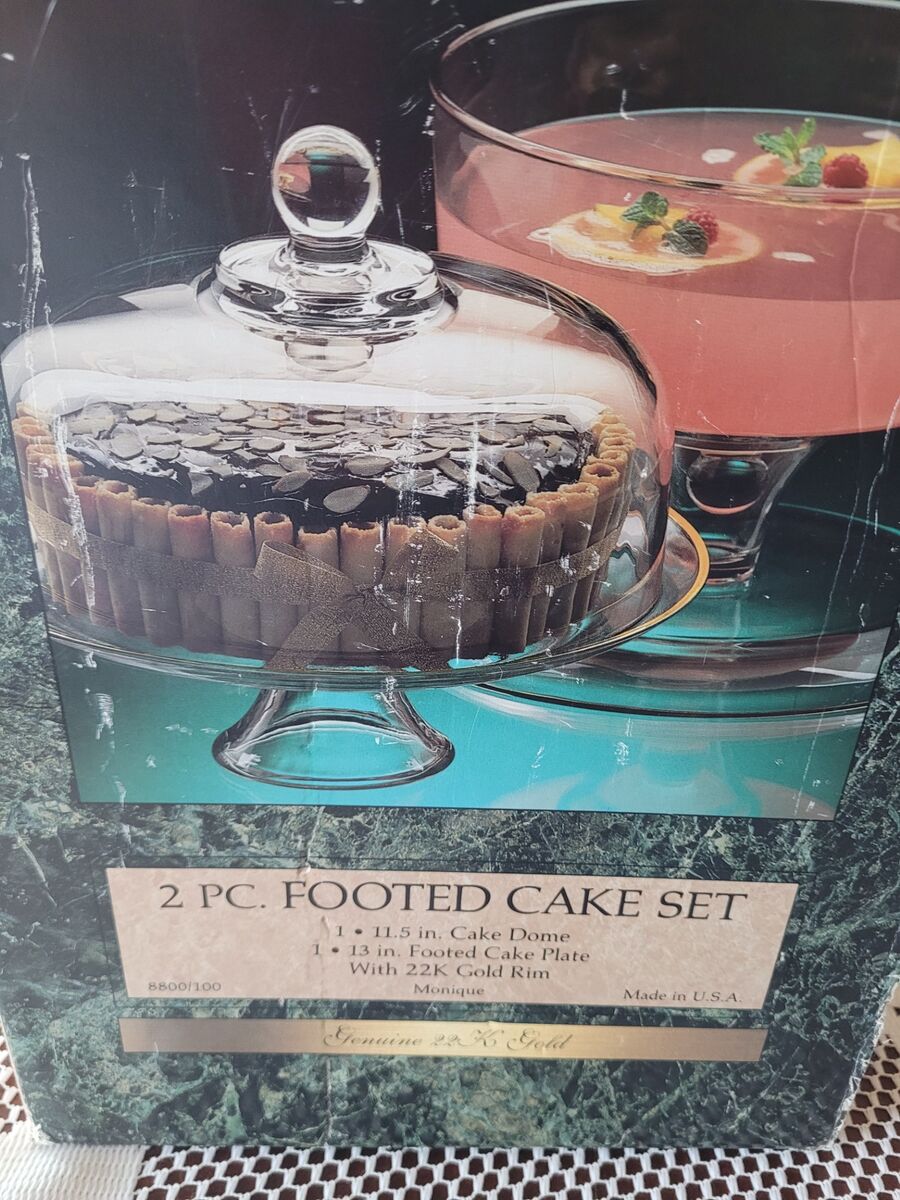 2 PC. FOOTED CAKE SET
1 • 11.5 in. Cake Dome
1 • 13 in. Footed Cake Plate
With 22K Gold Rim
8800/100 Monique Made in U.S.A.
Genuine 22K Gold